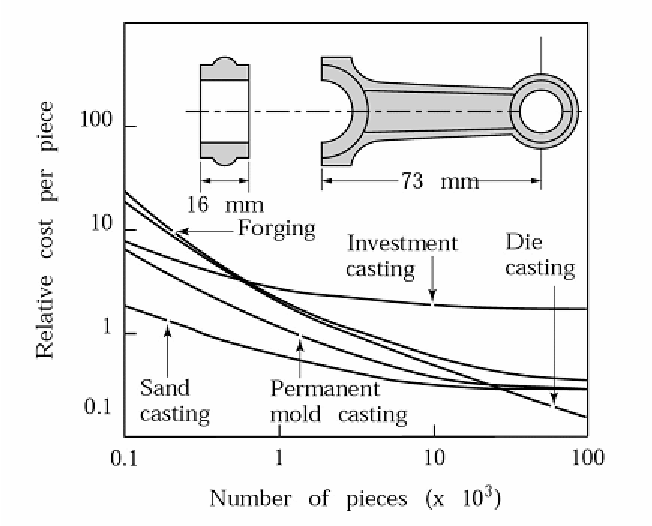 Relative cost per piece
100
10
1
0.1
16 mm
73 mm
Forging
Investment
casting
Die
casting
Sand
casting
Permanent
mold casting
0.1
1
10
100
Number of pieces (x 10³)